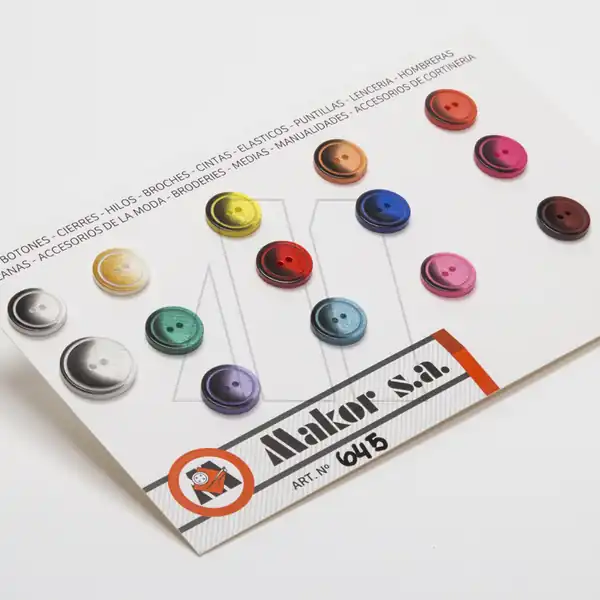 BOTONES - CIERRES - HILOS - BROCHES - CINTAS - ELASTICOS - PUNTILLAS - LENCERIA - HOMBRERAS
ANAS - ACCESORIOS DE LA MODA - BRODERIES - MEDIAS - MANUALIDADES - ACCESORIOS DE CORTINERIA
Makor s.a.
ART. Nº 645